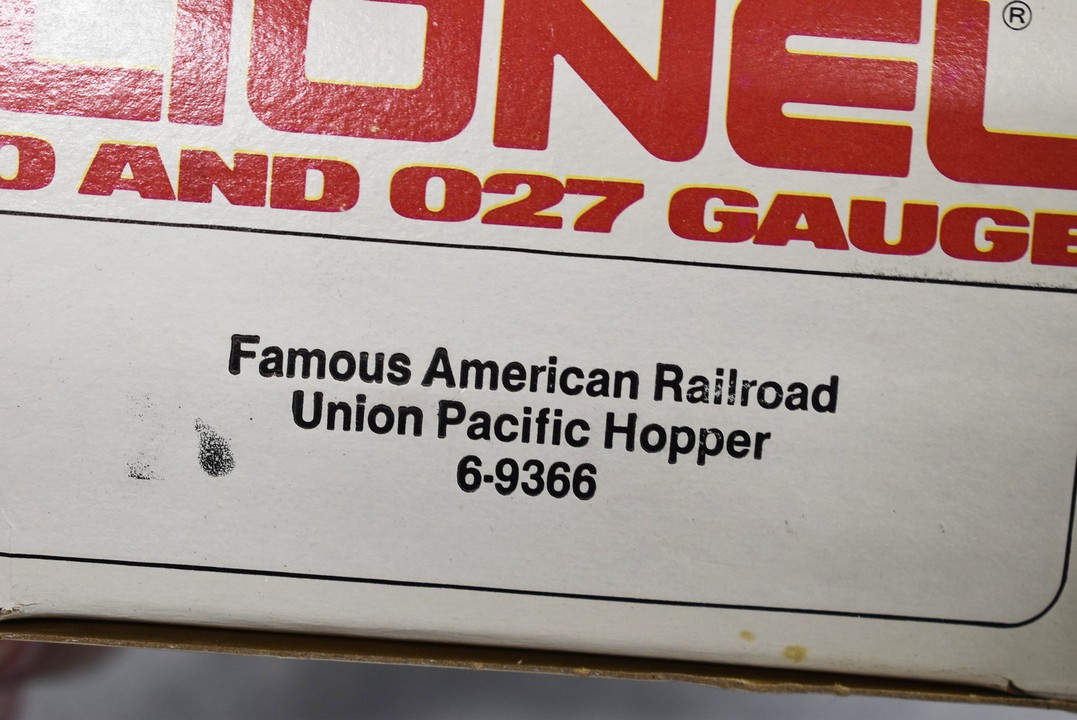 LIONEL®
O AND 027 GAUGE
Famous American Railroad
Union Pacific Hopper
6-9366